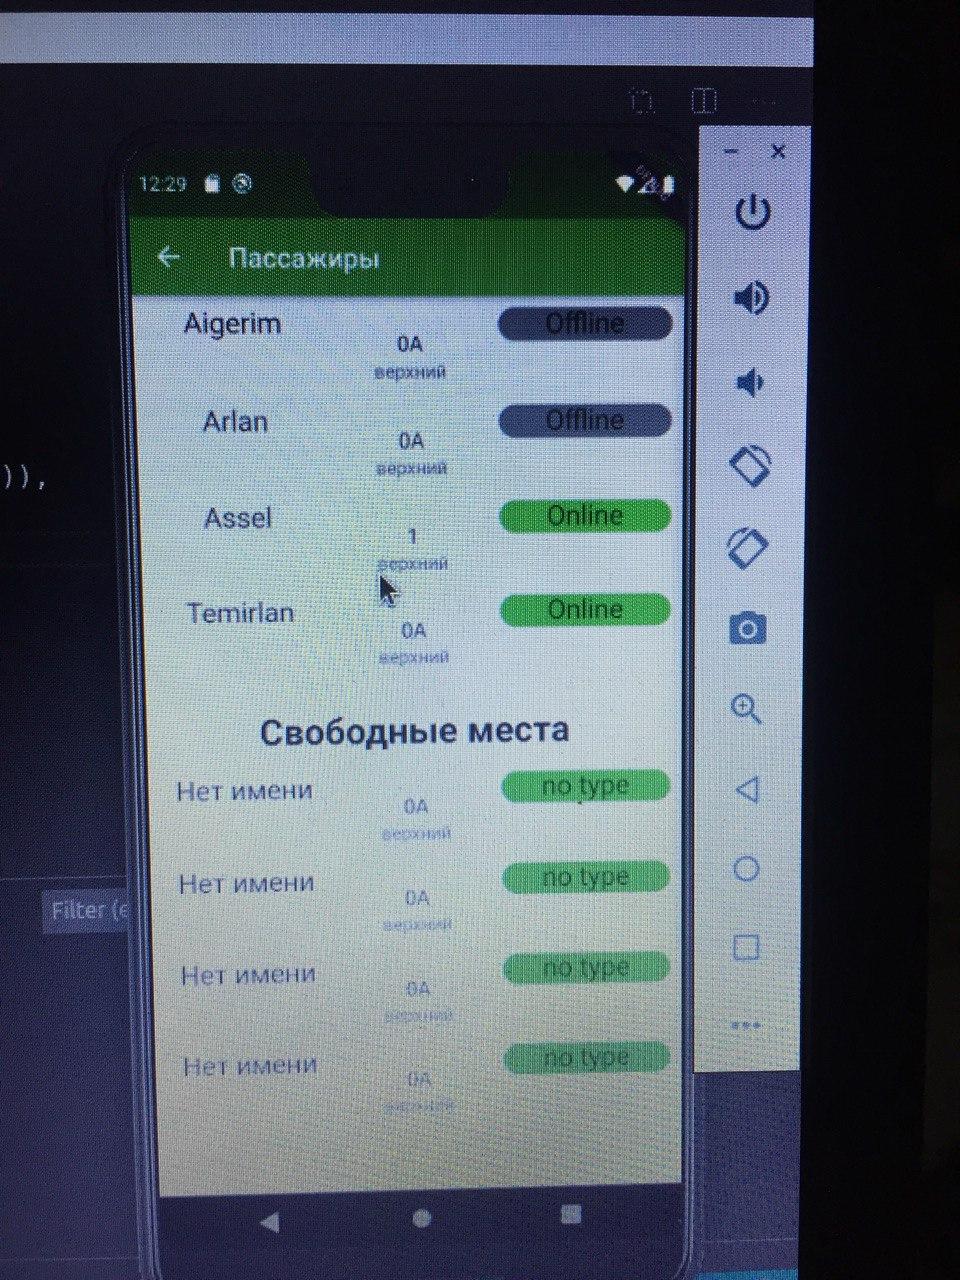 12:29
Пассажиры
Aigerim
0A
верхний
Offline
Arlan
0A
верхний
Offline
)),
Assel
1
верхний
Online
Temirlan
0A
верхний
Online
Свободные места
Нет имени
0A
верхний
no type
Нет имени
0A
верхний
no type
Filter (e
Нет имени
0A
верхний
no type
Нет имени
0A
верхний
no type